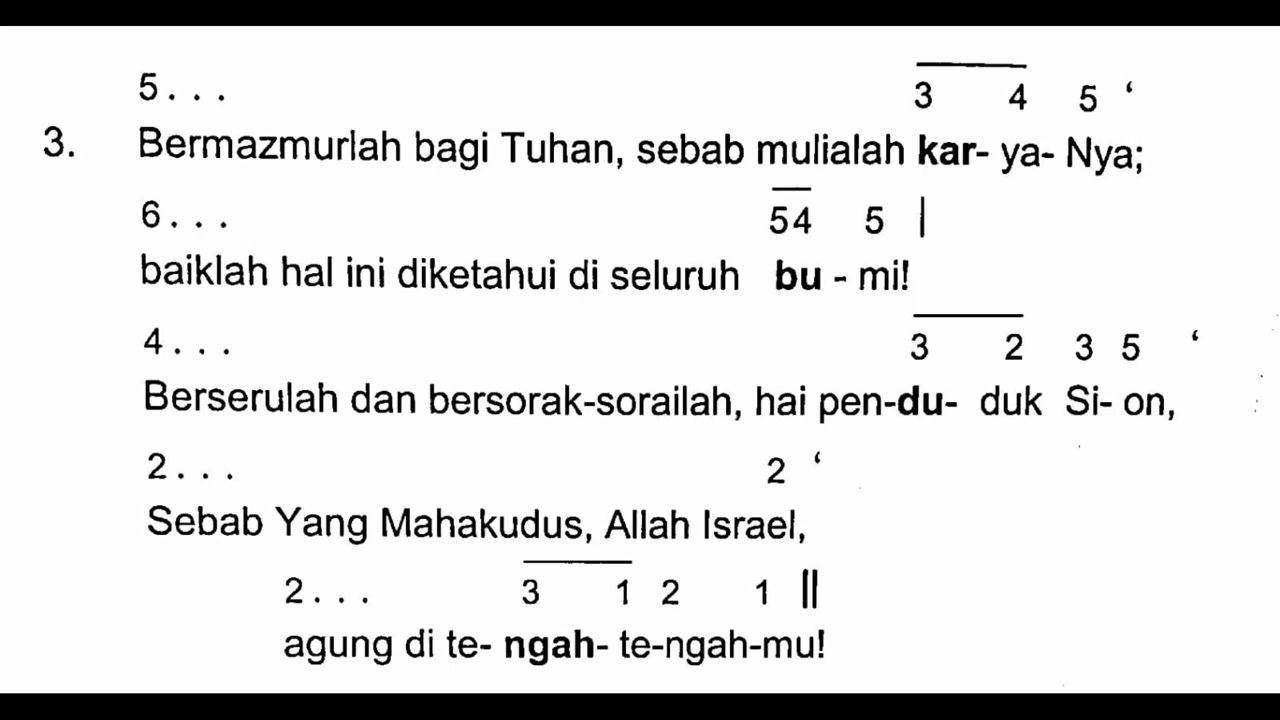 5 . . . 3 4 5 ‘
3. Bermazmurlah bagi Tuhan, sebab mulialah kar- ya- Nya;
6 . . . 54 5 |
baiklah hal ini diketahui di seluruh bu - mi!
4 . . . 3 2 3 5 ‘
Berserulah dan bersorak-sorailah, hai pen-du- duk Si- on,
2 . . . 2 ‘
Sebab Yang Mahakudus, Allah Israel,
2 . . . 3 1 2 1 ||
agung di te- ngah- te-ngah-mu!